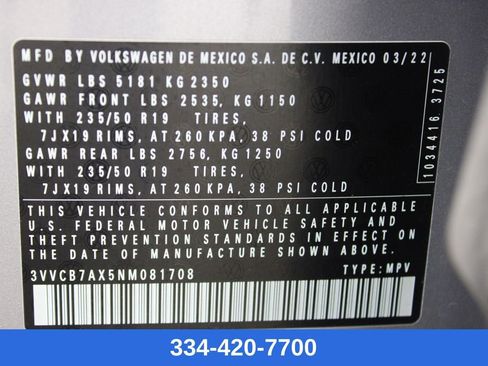 MFD BY VOLKSWAGEN DE MEXICO S.A. DE C.V. MEXICO 03/22
GVWR LBS 5181 KG 2350
GAWR FRONT LBS 2535, KG 1150
WITH 235/50 R19 TIRES,
7JX19 RIMS, AT 260 KPA, 38 PSI COLD
GAWR REAR LBS 2756, KG 1250
WITH 235/50 R19 TIRES,
7JX19 RIMS, AT 260 KPA, 38 PSI COLD
THIS VEHICLE CONFORMS TO ALL APPLICABLE
U.S. FEDERAL MOTOR VEHICLE SAFETY AND
THEFT PREVENTION STANDARDS IN EFFECT ON THE
DATE OF MANUFACTURE SHOWN ABOVE.
3VVCB7AX5NM081708 TYPE: MPV
1034416 3725
334-420-7700